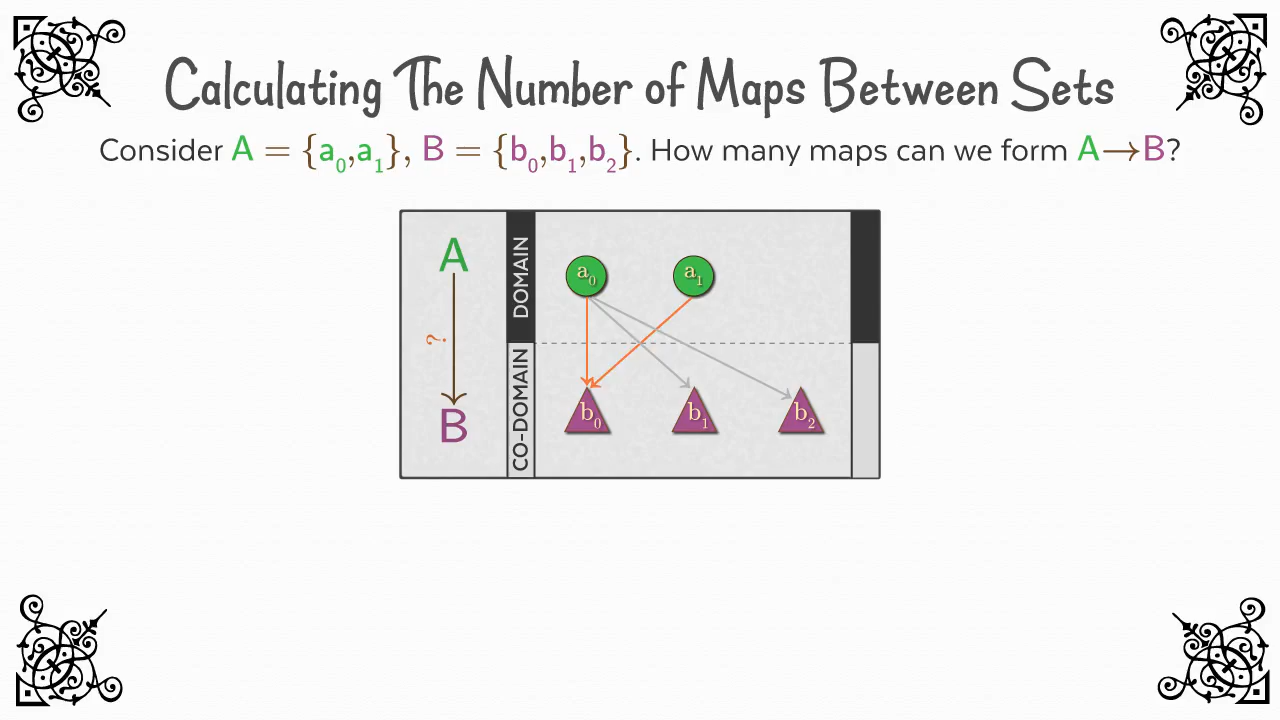 Calculating The Number of Maps Between Sets
Consider A = {a₀,a₁}, B = {b₀,b₁,b₂}. How many maps can we form A→B?
A
?
B
DOMAIN
CO-DOMAIN
a₀ a₁
b₀ b₁ b₂